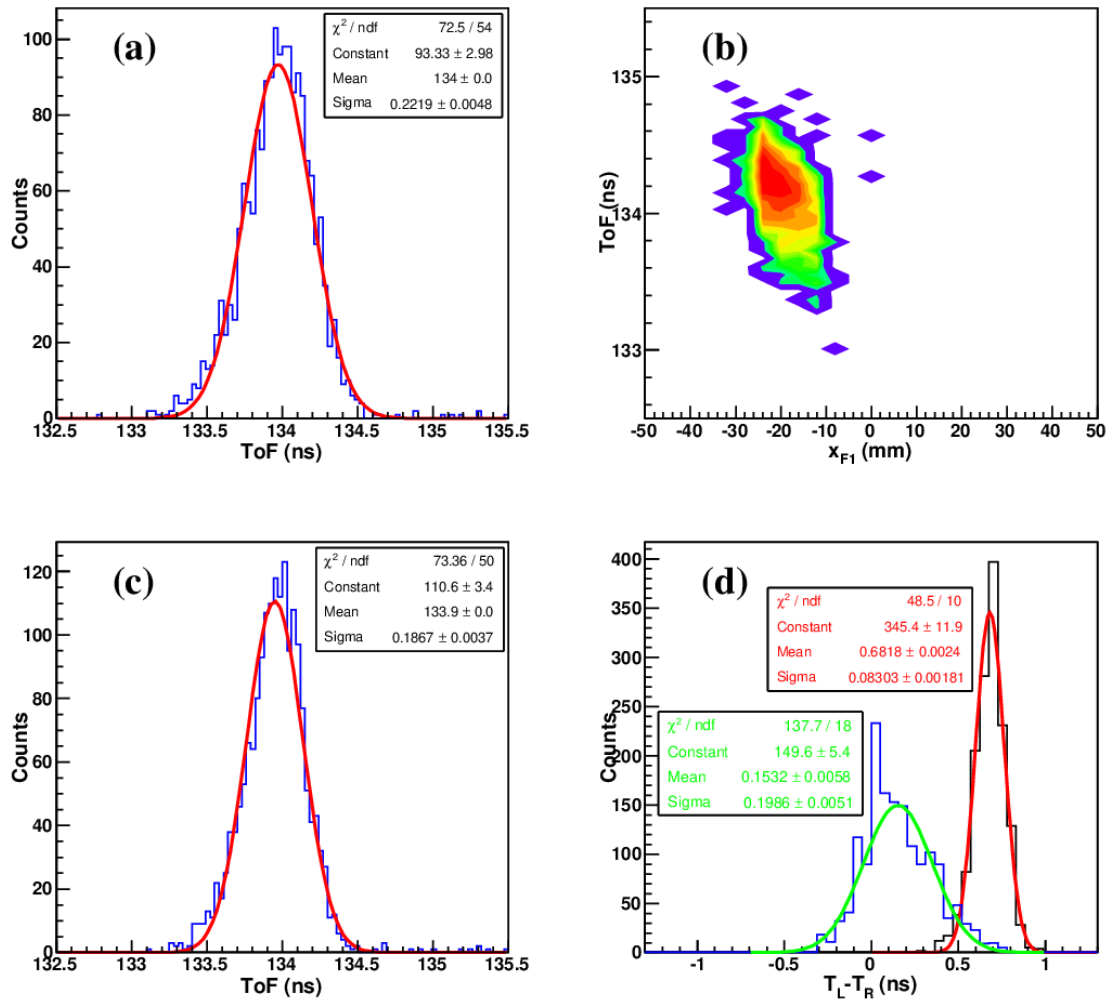 (a)
χ² / ndf 72.5 / 54
Constant 93.33 ± 2.98
Mean 134 ± 0.0
Sigma 0.2219 ± 0.0048
100
80
60
40
20
0
Counts
132.5 133 133.5 134 134.5 135 135.5
ToF (ns)
(b)
135
134
133
ToF (ns)
-50 -40 -30 -20 -10 0 10 20 30 40 50
x_F1 (mm)
(c)
χ² / ndf 73.36 / 50
Constant 110.6 ± 3.4
Mean 133.9 ± 0.0
Sigma 0.1867 ± 0.0037
120
100
80
60
40
20
0
Counts
132.5 133 133.5 134 134.5 135 135.5
ToF (ns)
(d)
χ² / ndf 48.5 / 10
Constant 345.4 ± 11.9
Mean 0.6818 ± 0.0024
Sigma 0.08303 ± 0.00181
χ² / ndf 137.7 / 18
Constant 149.6 ± 5.4
Mean 0.1532 ± 0.0058
Sigma 0.1986 ± 0.0051
400
350
300
250
200
150
100
50
0
Counts
-1 -0.5 0 0.5 1
T_L-T_R (ns)